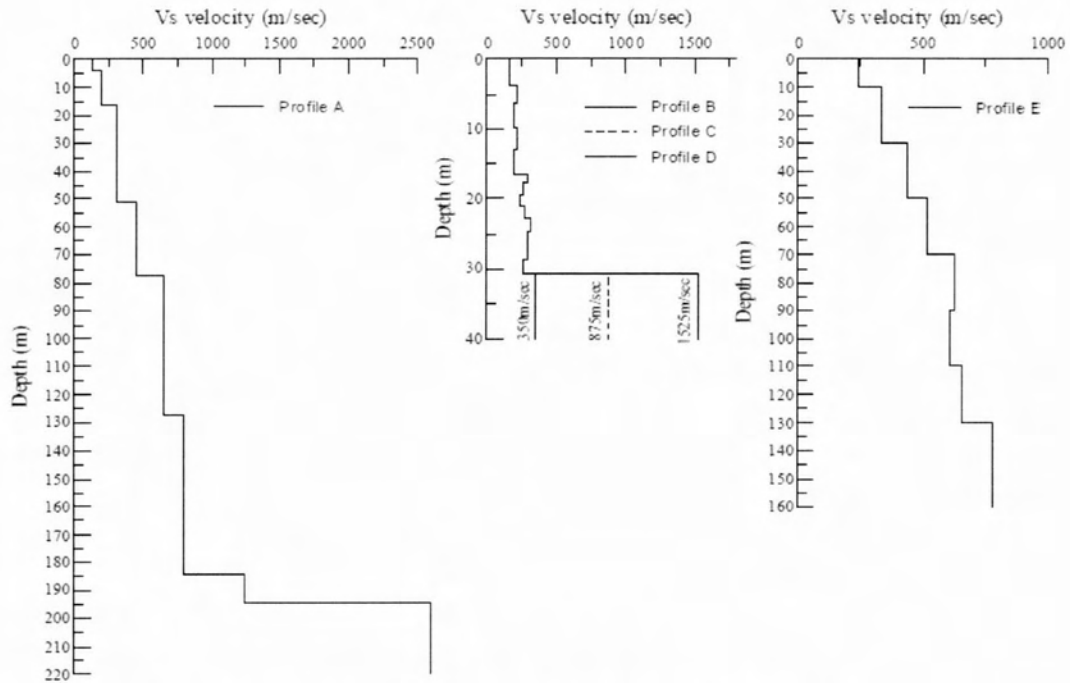 Vs velocity (m/sec)
0 500 1000 1500 2000 2500
0
10
20
30
40
50
60
70
80
90
100
110
120
130
140
150
160
170
180
190
200
210
220
Depth (m)
Profile A
Vs velocity (m/sec)
0 500 1000 1500
0
10
20
30
40
Depth (m)
Profile B
Profile C
Profile D
350m/sec
875m/sec
1525m/sec
Vs velocity (m/sec)
0 500 1000
0
10
20
30
40
50
60
70
80
90
100
110
120
130
140
150
160
Depth (m)
Profile E